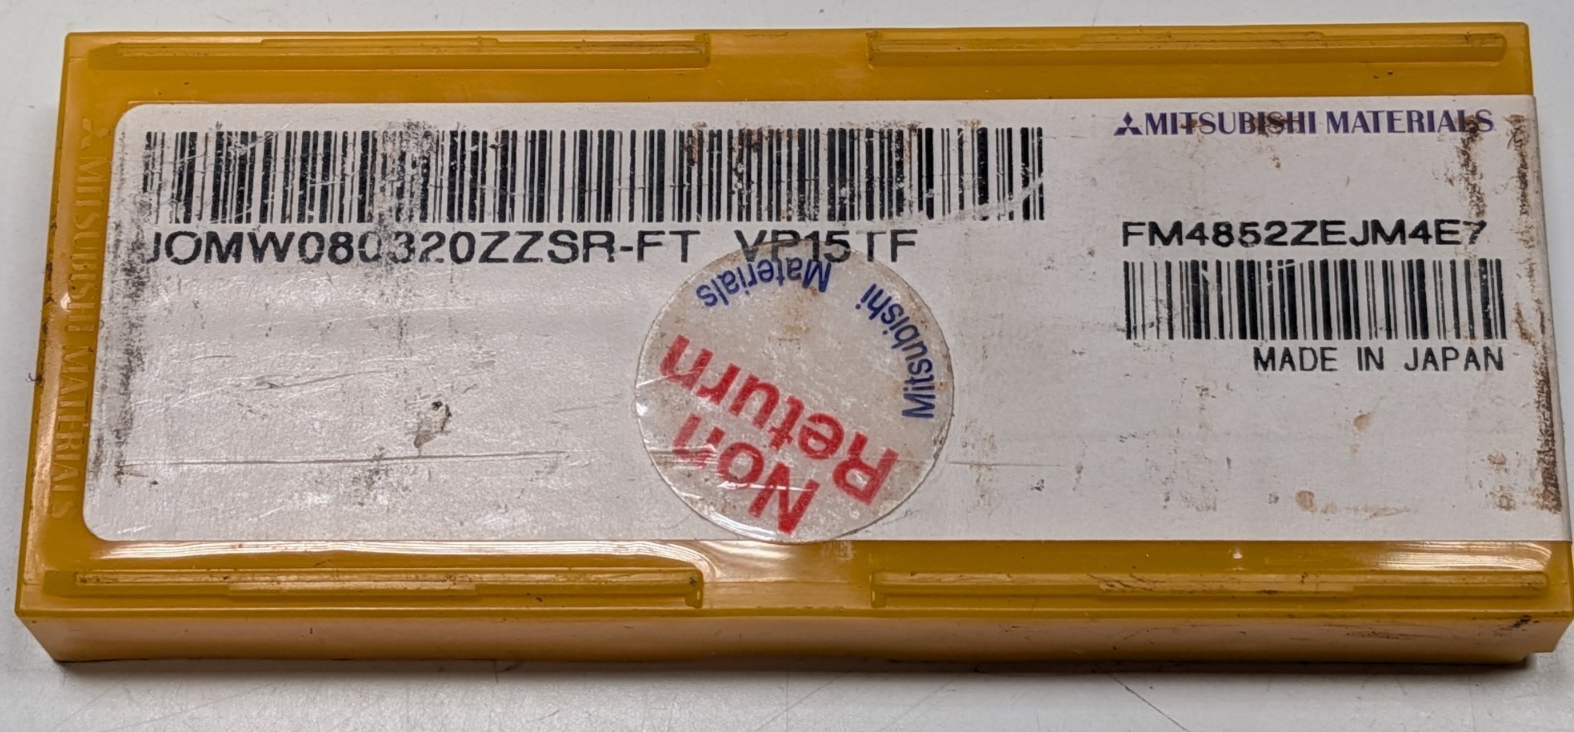 MITSUBISHI MATERIALS
JOMW080320ZZSR-FT VP15TF
FM4852ZEJM4E7
MADE IN JAPAN
Mitsubishi Materials
Non
Return
MITSUBISHI MATERIALS